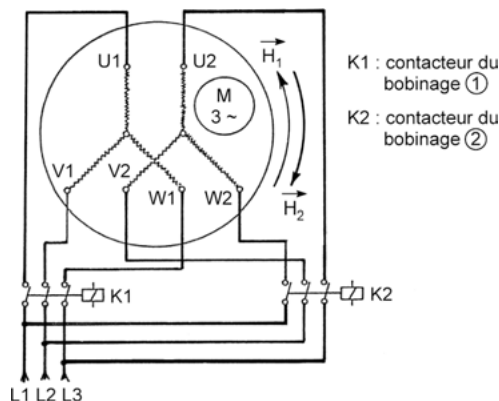 U1 U2
M
3 ~
H1
K1 : contacteur du
bobinage ①
K2 : contacteur du
bobinage ②
V1 V2 W1 W2
H2
K1
K2
L1 L2 L3